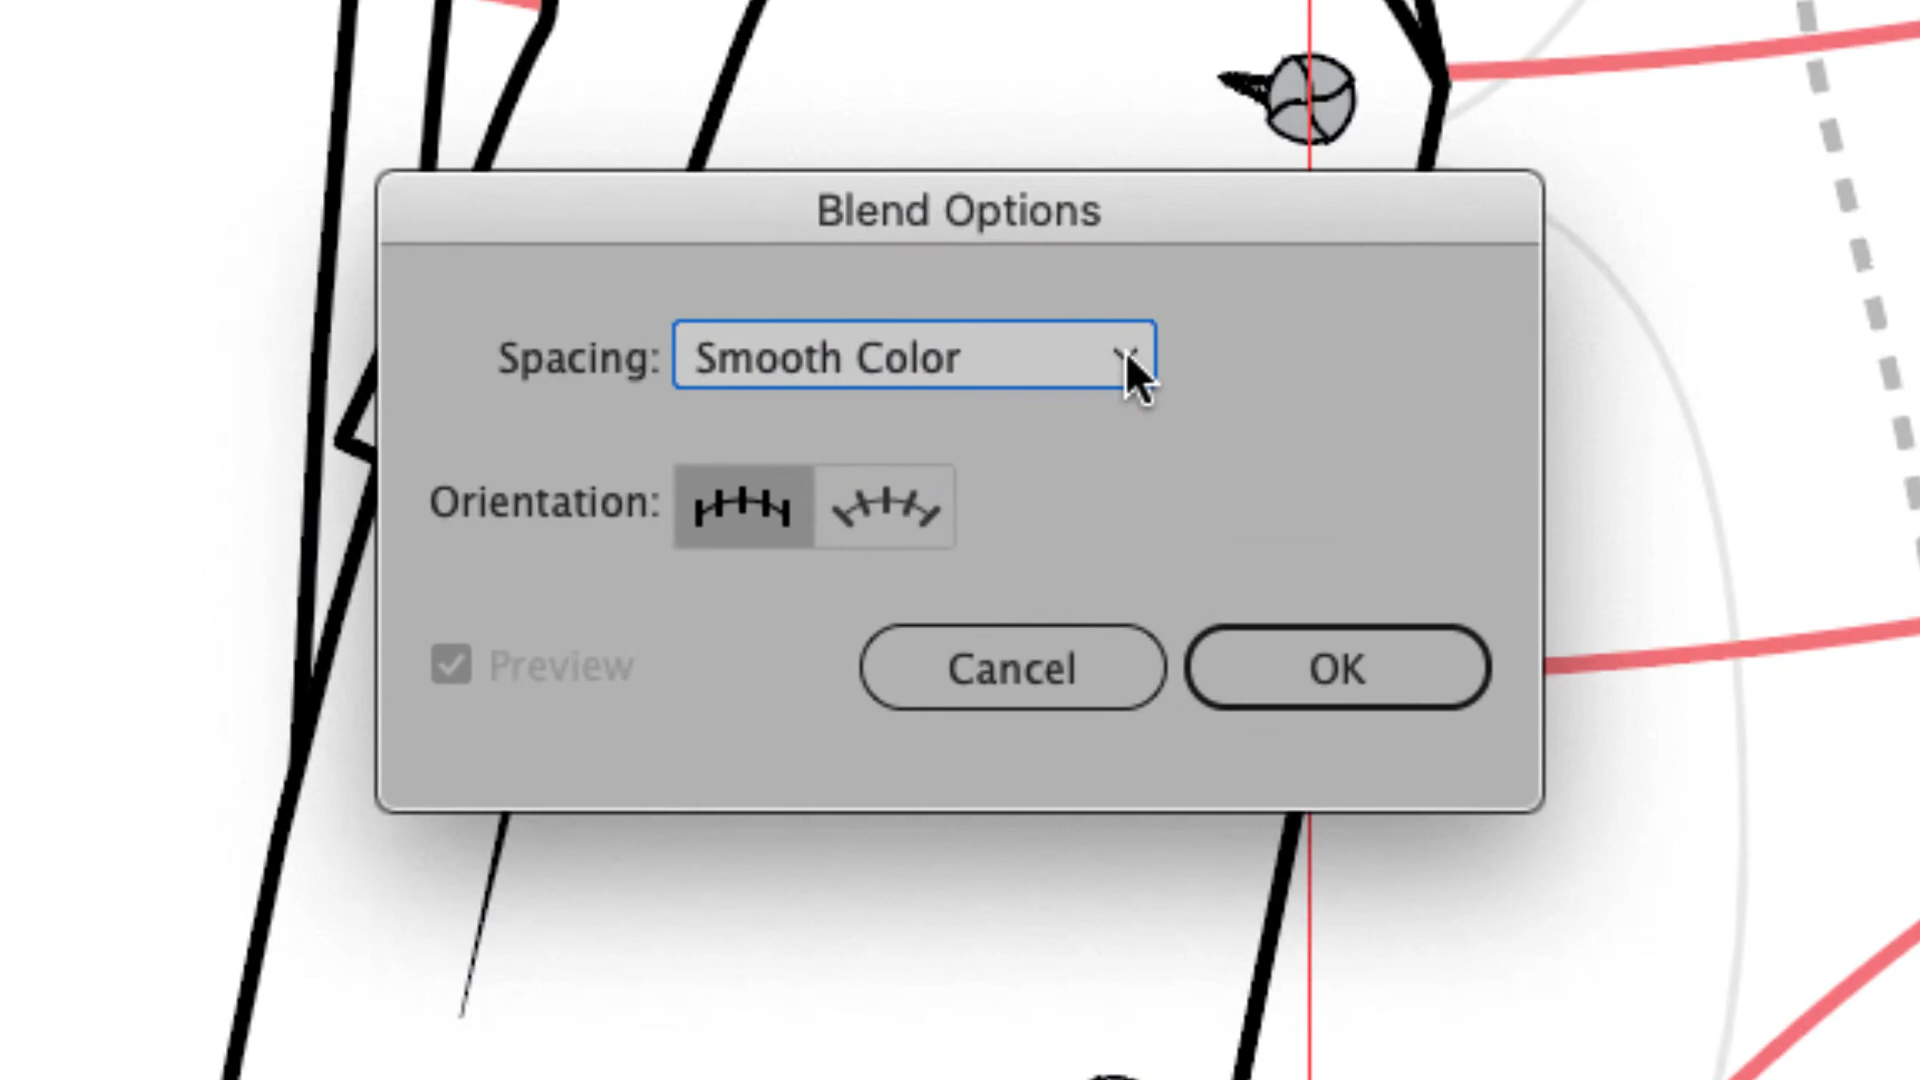 Blend Options
Spacing: Smooth Color
Orientation:
Preview
Cancel
OK